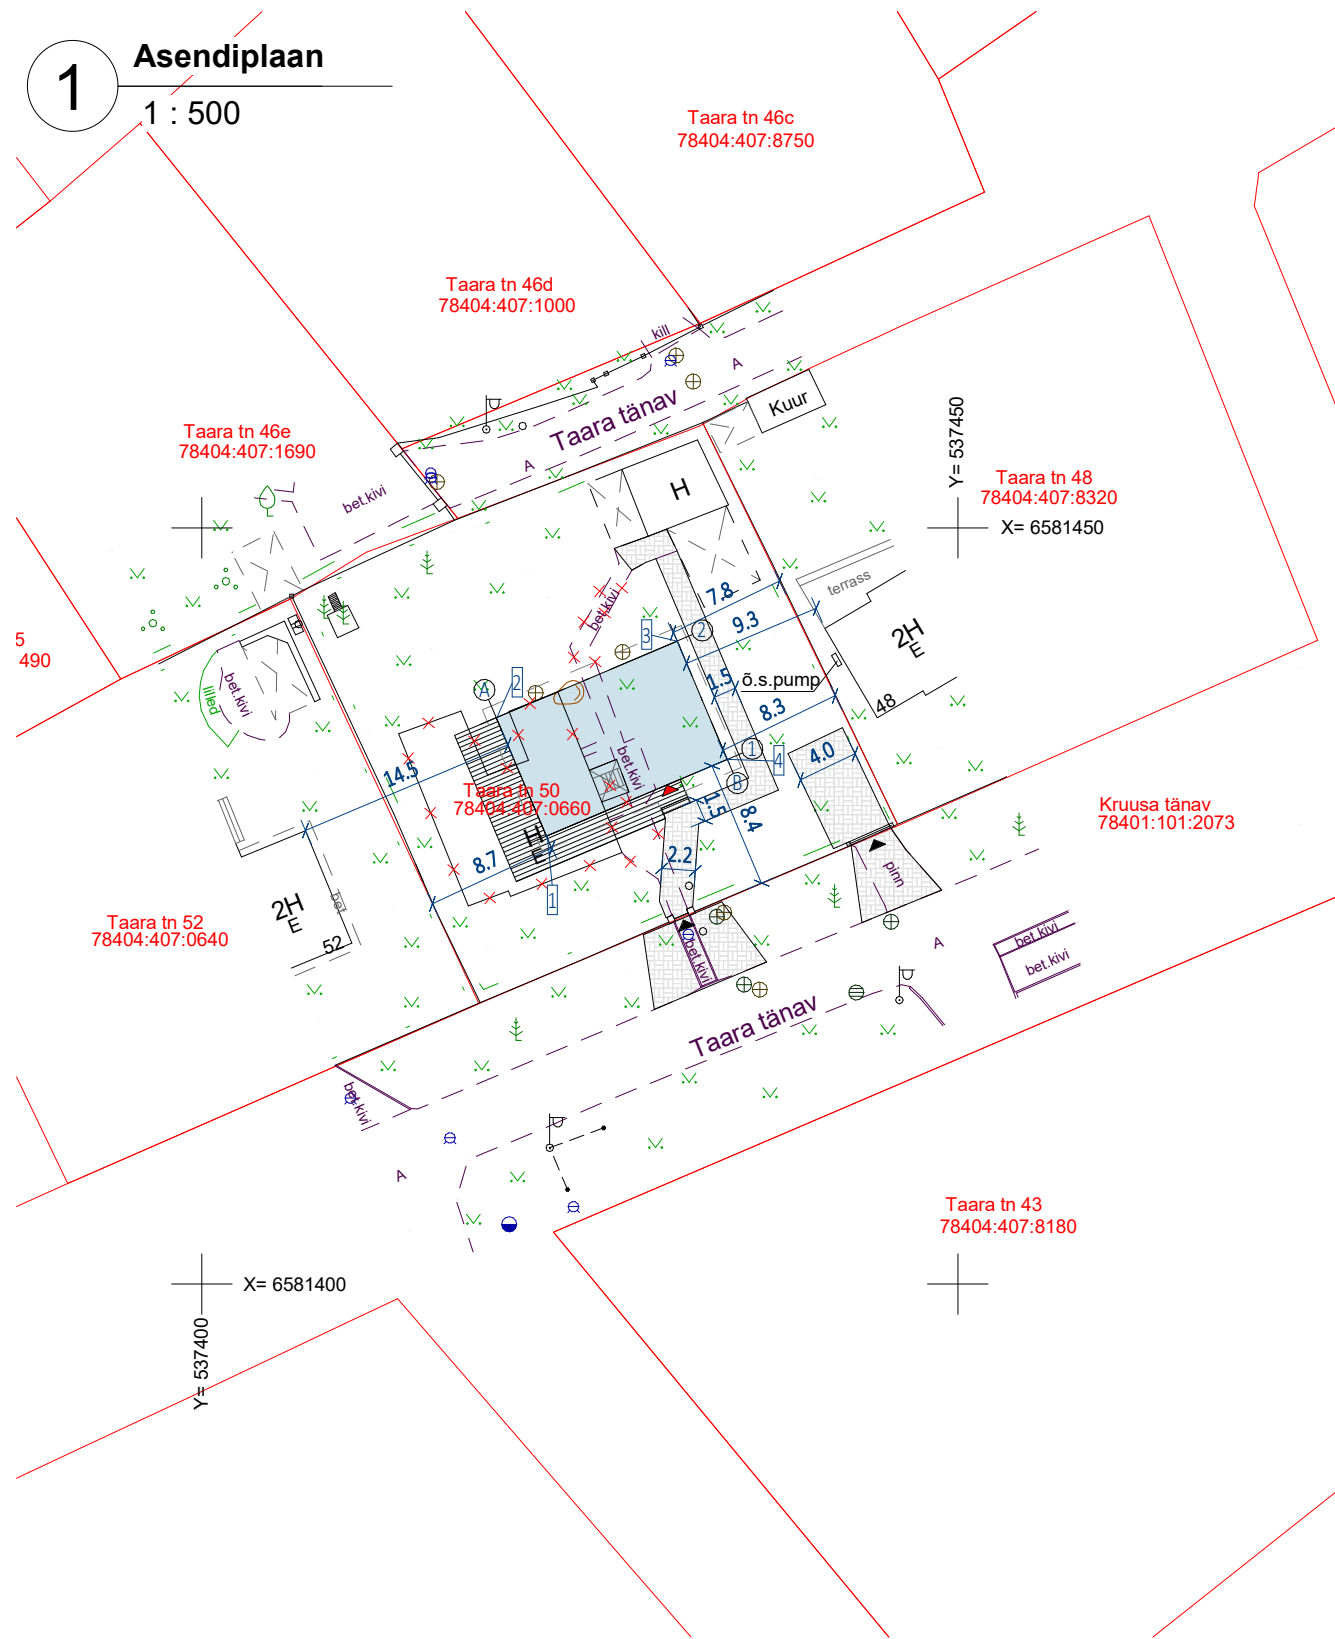 1
Asendiplaan
1 : 500
Taara tn 46c
78404:407:8750
Taara tn 46d
78404:407:1000
kill
A
Taara tänav
Kuur
Y= 537450
Taara tn 46e
78404:407:1690
A
bet.kivi
H
Taara tn 48
78404:407:8320
X= 6581450
terrass
7.8
bet.kivi
9.3
2H
E
3
2
5
490
õ.s.pump
1.5
2
A
lilled
bet.kivi
48
8.3
1
4
4.0
bet.kivi
14.5
B
Taara tn 50
78404:407:0660
1.5
8.4
Kruusa tänav
78401:101:2073
H
E
2.2
8.7
pinn
1
2H
E
bet
52
Taara tn 52
78404:407:0640
A
bet.kivi
bet.kivi
bet.kivi
Taara tänav
bet.kivi
A
Taara tn 43
78404:407:8180
X= 6581400
Y= 537400